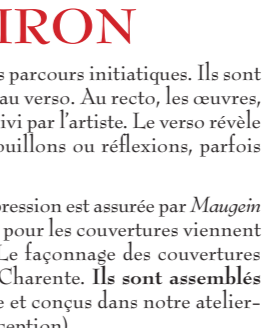 IRON
s parcours initiatiques. Ils sont
au verso. Au recto, les œuvres,
ivi par l'artiste. Le verso révèle
ouillons ou réflexions, parfois
pression est assurée par Maugein
pour les couvertures viennent
Le façonnage des couvertures
Charente. Ils sont assemblés
e et conçus dans notre atelier-
ception)